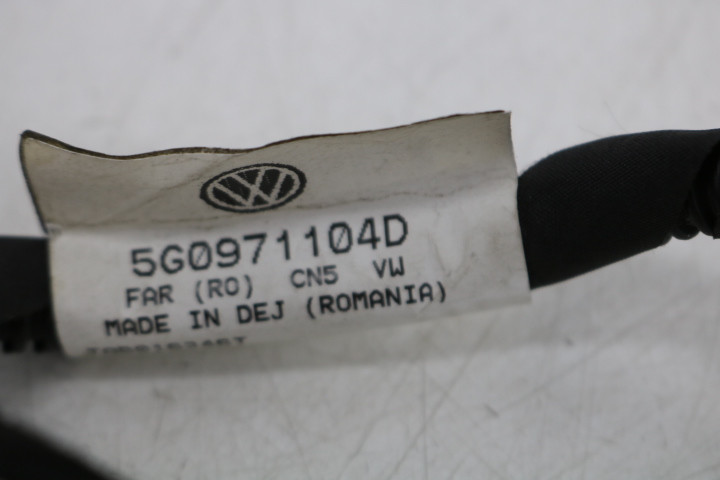 5G0971104D
FAR (RO) CN5 VW
MADE IN DEJ (ROMANIA)